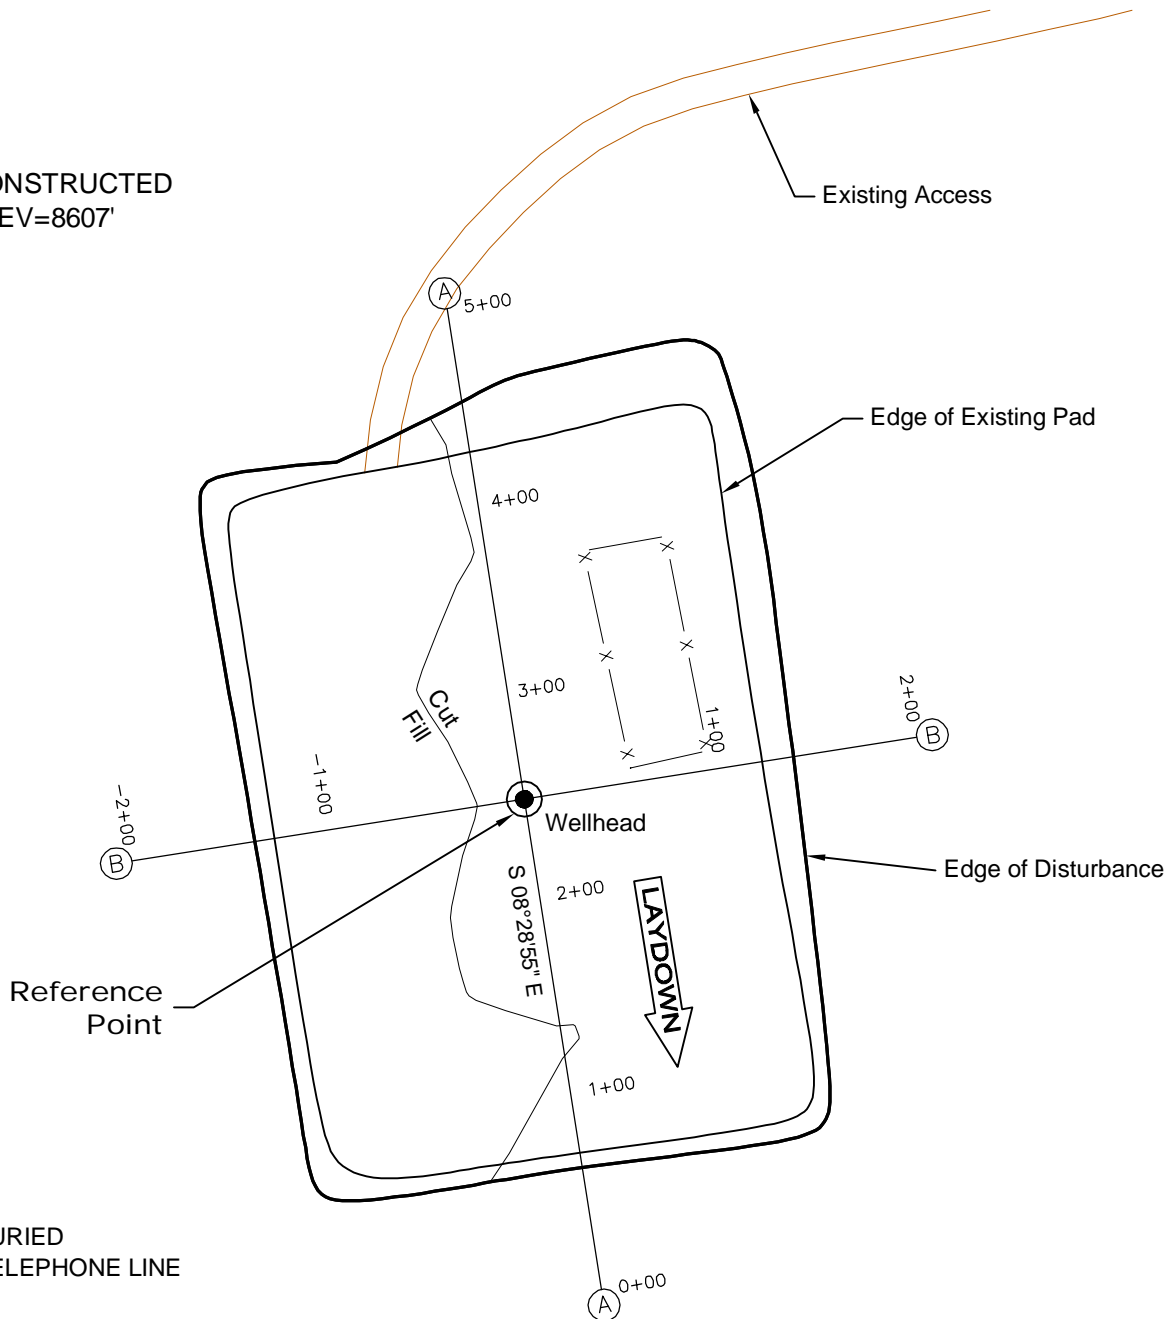 ONSTRUCTED
EV=8607'
Existing Access
A
5+00
Edge of Existing Pad
4+00
3+00
Cut
Fill
1+00
2+00
B
-1+00
-2+00
B
Wellhead
Edge of Disturbance
S 08°28'55" E
2+00
LAYDOWN
Reference
Point
1+00
URIED
ELEPHONE LINE
0+00
A